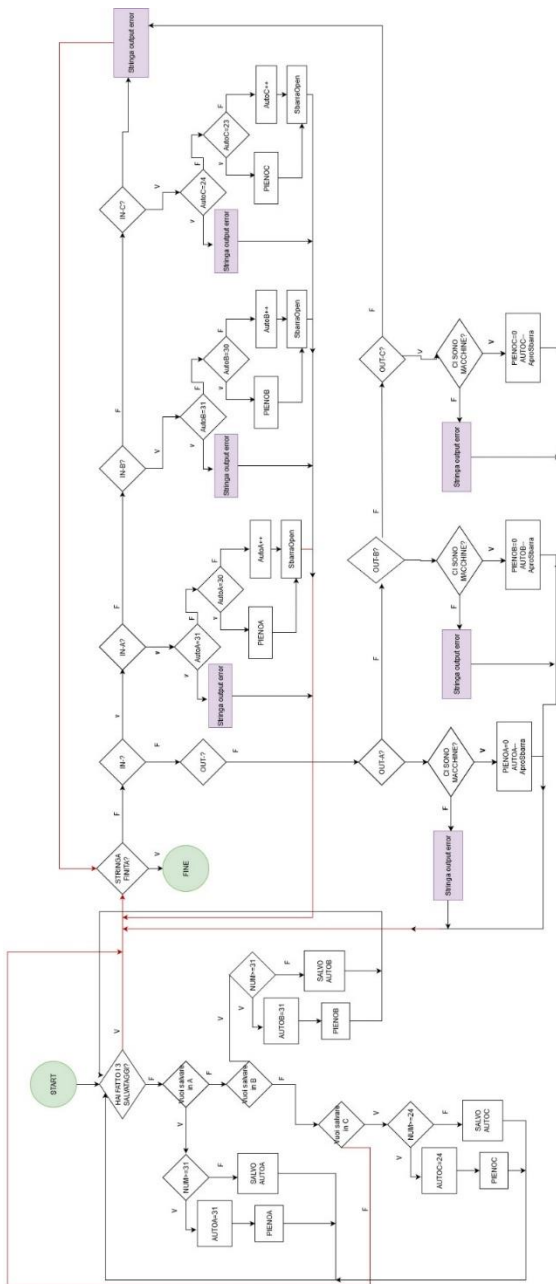 START
HAI FATTO I 3
SALVATAGGI?
V
F
Vuoi salvare
in A
V
F
NUM>=31
V
F
AUTOA=31
PIENOA
SALVO
AUTOA
Vuoi salvare
in B
V
F
NUM>=31
V
F
AUTOB=31
PIENOB
SALVO
AUTOB
Vuoi salvare
in C
V
F
NUM>=24
V
F
AUTOC=24
PIENOC
SALVO
AUTOC
STRINGA
FINITA?
V
F
FINE
IN-?
v
F
OUT-?
F
IN-A?
v
F
AutoA=31
v
F
Stringa output error
AutoA=30
v
F
PIENOA
AutoA++
SbarraOpen
IN-B?
V
F
AutoB=31
v
F
Stringa output error
AutoB=30
v
F
PIENOB
AutoB++
SbarraOpen
IN-C?
V
F
AutoC=24
v
F
Stringa output error
AutoC=23
v
F
PIENOC
AutoC++
SbarraOpen
Stringa output error
OUT-A?
V
F
CI SONO
MACCHINE?
F
V
Stringa output error
PIENOA=0
AUTOA--
AproSbarra
OUT-B?
V
F
CI SONO
MACCHINE?
F
V
Stringa output error
PIENOB=0
AUTOB--
AproSbarra
OUT-C?
V
F
CI SONO
MACCHINE?
F
V
Stringa output error
PIENOC=0
AUTOC--
AproSbarra